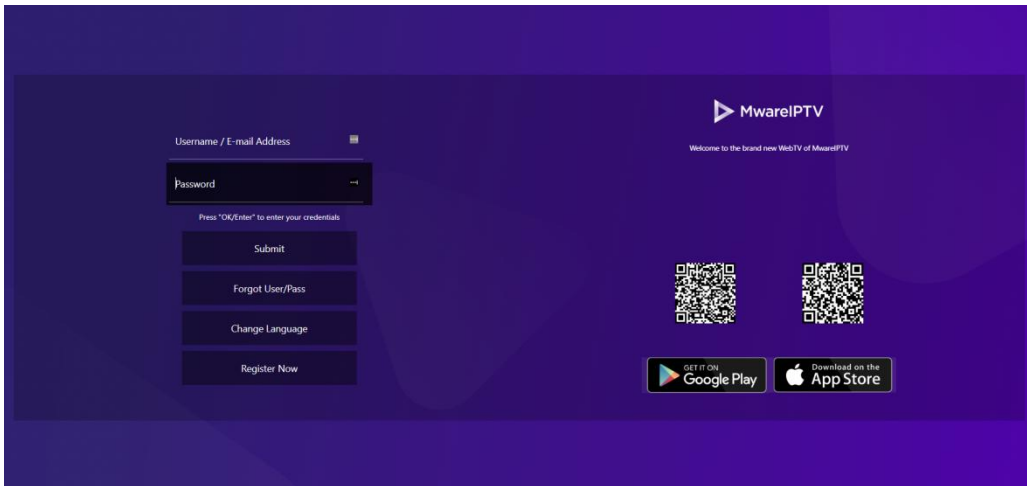 Username / E-mail Address
Password
Press "OK/Enter" to enter your credentials
Submit
Forgot User/Pass
Change Language
Register Now
MwareIPTV
Welcome to the brand new WebTV of MwareIPTV
GET IT ON
Google Play
Download on the
App Store